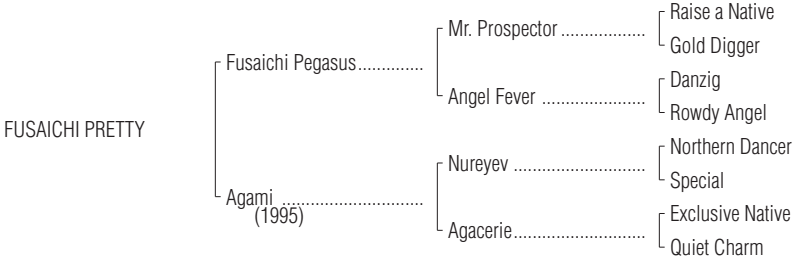 Raise a Native
Mr. Prospector ..................
Gold Digger
Fusaichi Pegasus..............
Danzig
Angel Fever ......................
Rowdy Angel
FUSAICHI PRETTY
Northern Dancer
Nureyev ............................
Special
Agami ..............................
(1995)
Exclusive Native
Agacerie............................
Quiet Charm